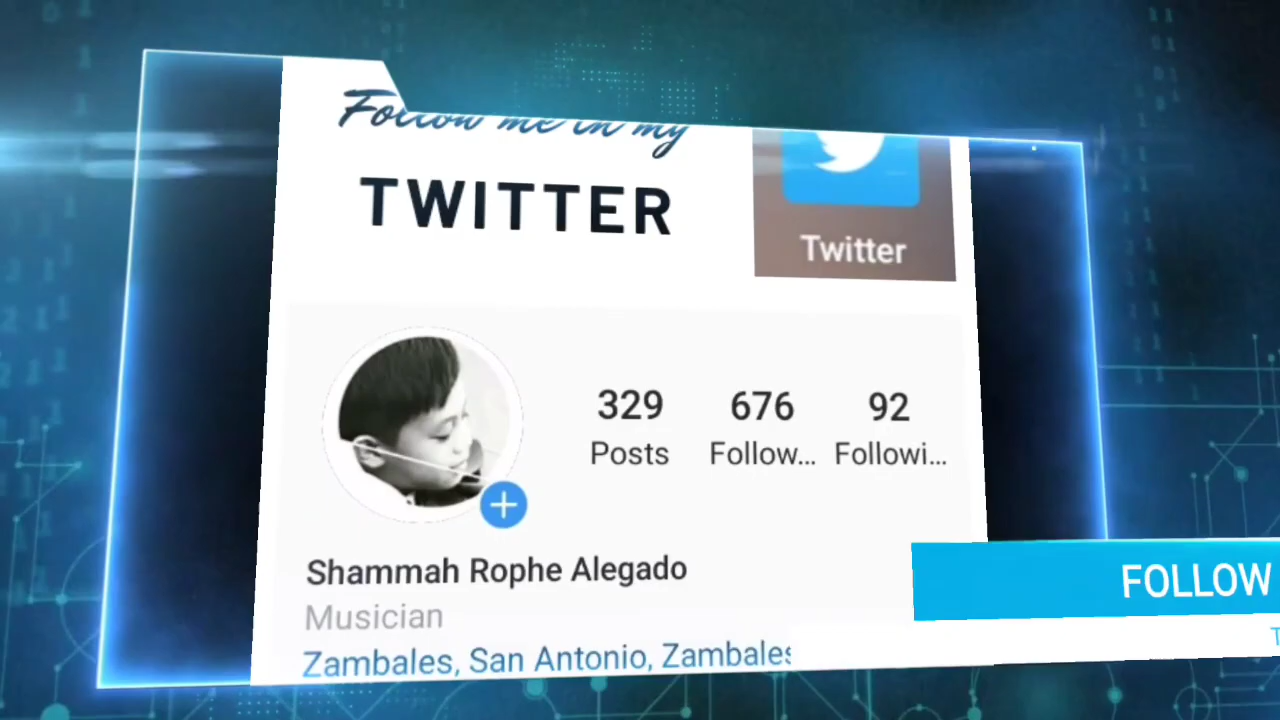 Follow me in my
TWITTER
Twitter
329
Posts
676
Follow...
92
Followi...
Shammah Rophe Alegado
Musician
Zambales, San Antonio, Zambales
FOLLOW